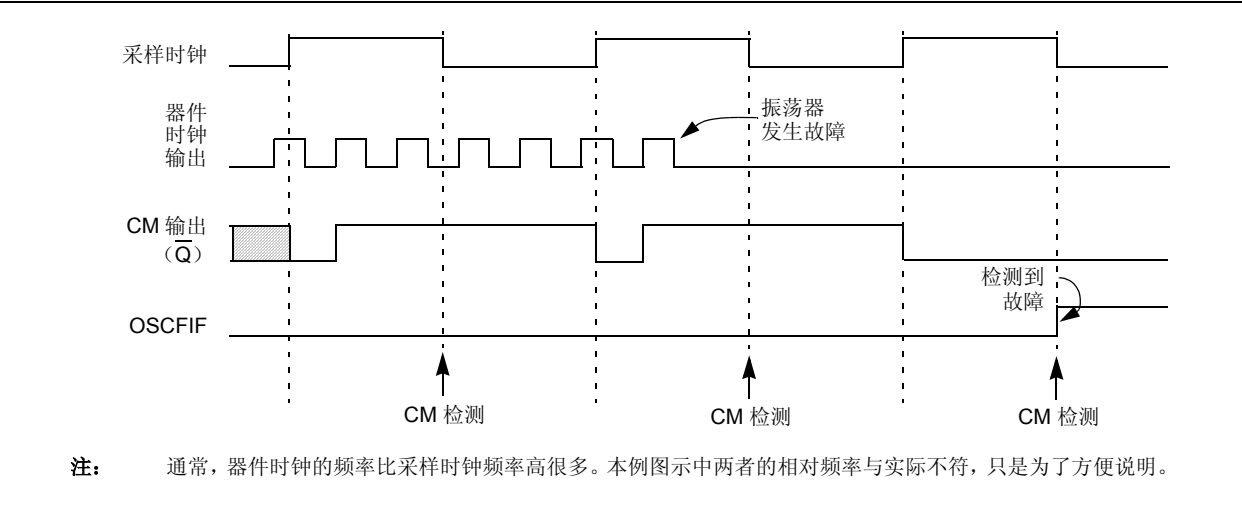 采样时钟
器件
时钟
输出
振荡器
发生故障
CM 输出
（Q̅）
检测到
故障
OSCFIF
CM 检测
CM 检测
CM 检测
注： 通常，器件时钟的频率比采样时钟频率高很多。本例图示中两者的相对频率与实际不符，只是为了方便说明。